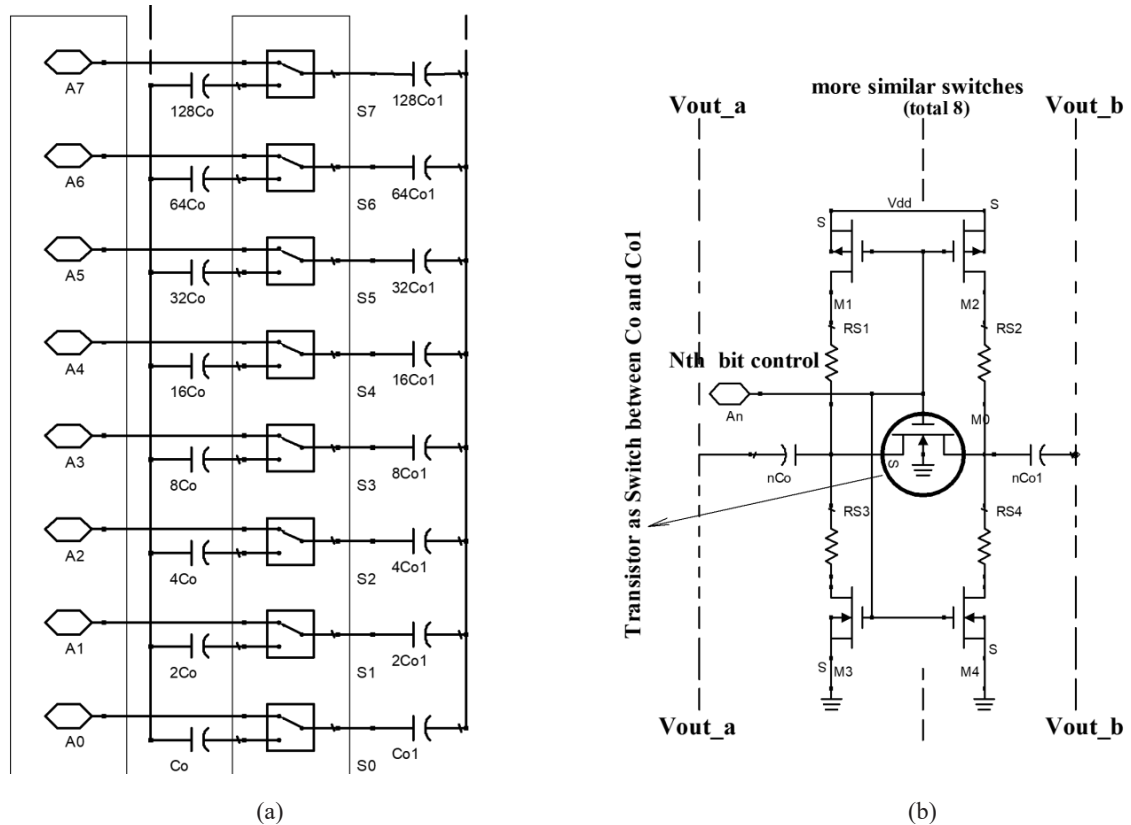 A7
128Co
S7
128Co1
A6
64Co
S6
64Co1
A5
32Co
S5
32Co1
A4
16Co
S4
16Co1
A3
8Co
S3
8Co1
A2
4Co
S2
4Co1
A1
2Co
S1
2Co1
A0
Co
S0
Co1
(a)
more similar switches
(total 8)
Vout_a
Vout_b
Transistor as Switch between Co and Co1
Vdd
S
S
M1
M2
RS1
RS2
Nth bit control
An
M0
S
nCo
nCo1
RS3
RS4
S
M3
S
M4
Vout_a
Vout_b
(b)